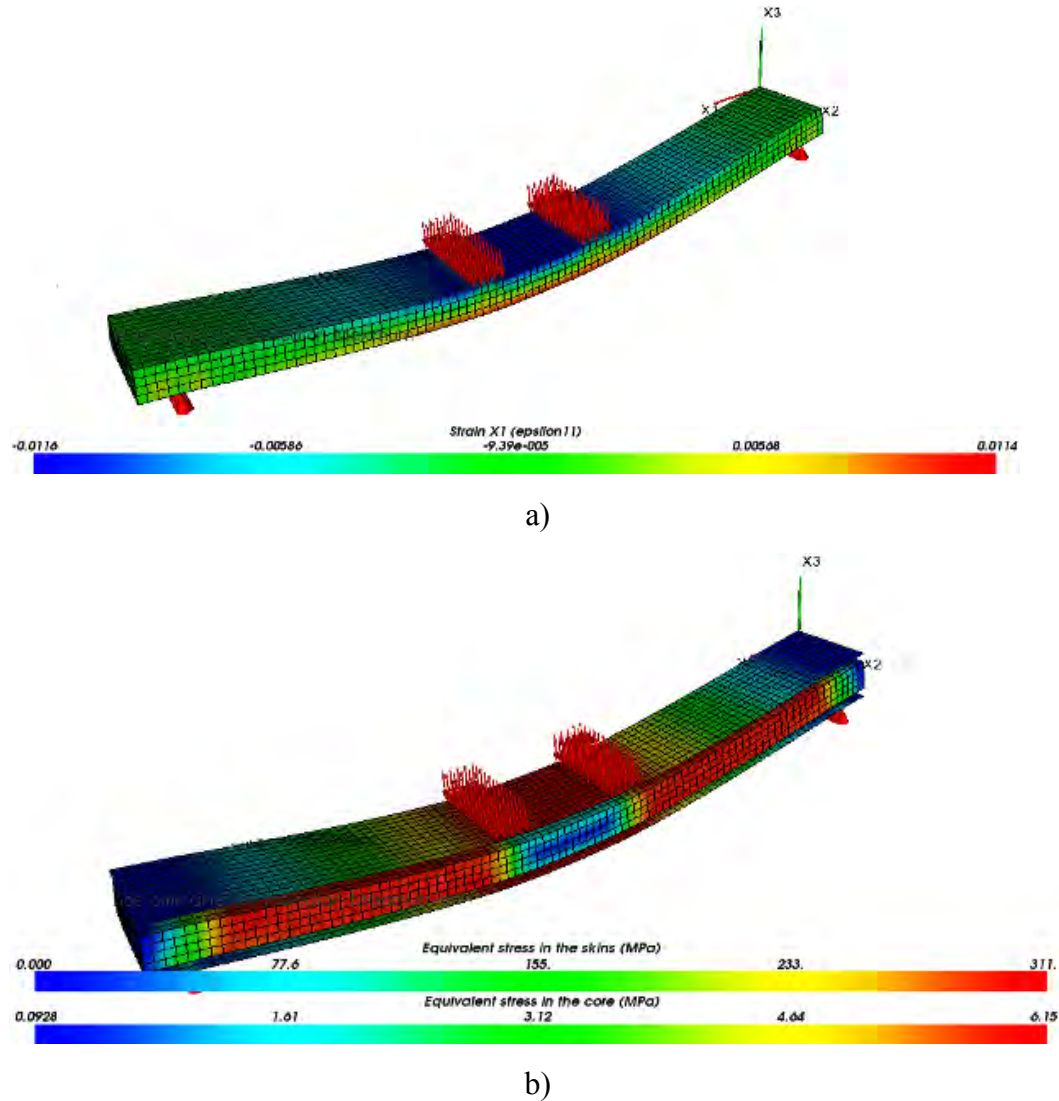 X3
X1
X2
Strain X1 (epsilon11)
-0.0116 -0.00586 -9.39e-005 0.00568 0.0114
a)
X3
X2
Equivalent stress in the skins (MPa)
0.000 77.6 155. 233. 311.
Equivalent stress in the core (MPa)
0.0928 1.61 3.12 4.64 6.15
b)